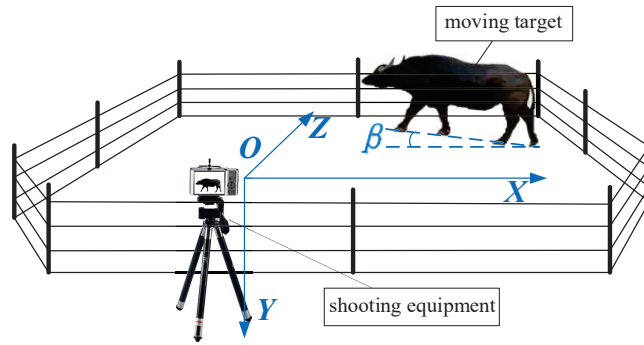 moving target
O
Z
β
X
Y
shooting equipment